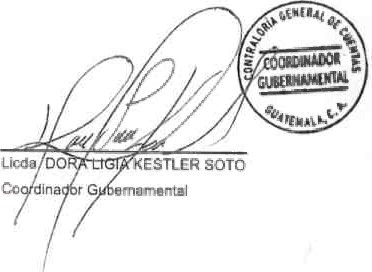 CONTRALORIA GENERAL DE CUENTAS
COORDINADOR
GUBERNAMENTAL
GUATEMALA, C. A.
Licda. DORA LIGIA KESTLER SOTO
Coordinador Gubernamental